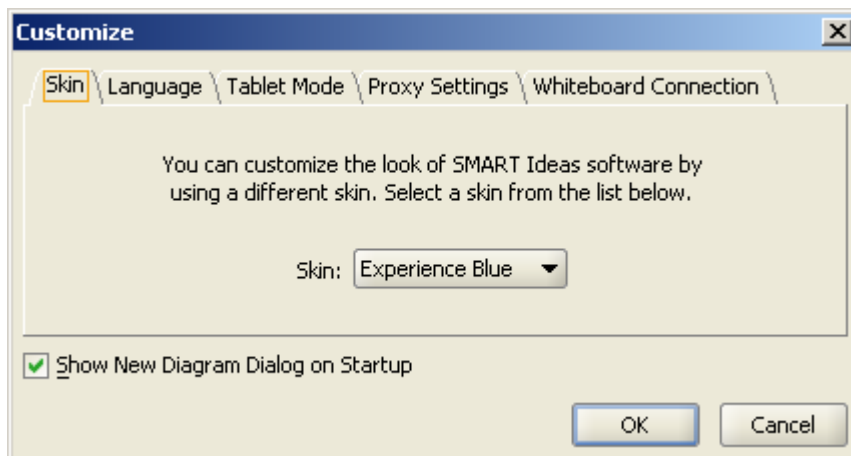 Customize
Skin Language Tablet Mode Proxy Settings Whiteboard Connection
You can customize the look of SMART Ideas software by
using a different skin. Select a skin from the list below.
Skin: Experience Blue
Show New Diagram Dialog on Startup
OK Cancel